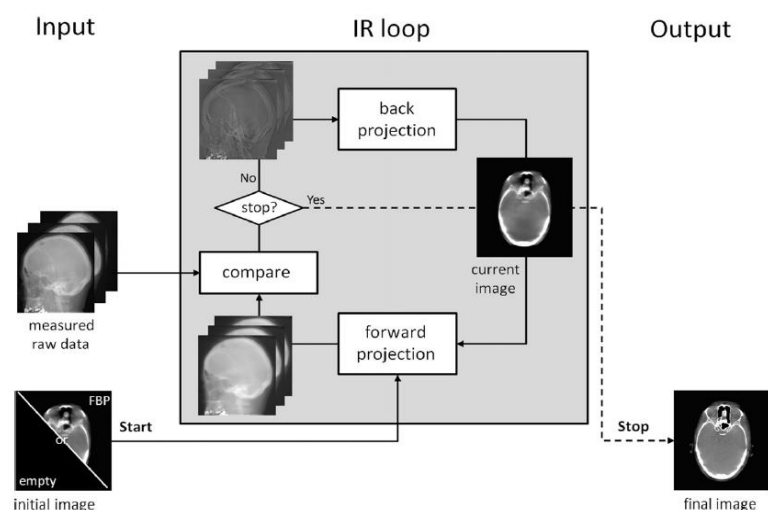 Input
IR loop
Output
back
projection
No
stop?
Yes
compare
current
image
measured
raw data
forward
projection
FBP
or
empty
Start
Stop
initial image
final image